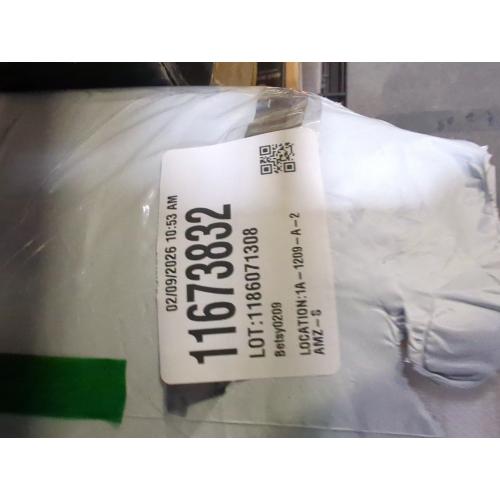 02/09/2026 10:53 AM
11673832
LOT:1186071308
Betsy0209
LOCATION:1A-1209-A-2
AMZ-S